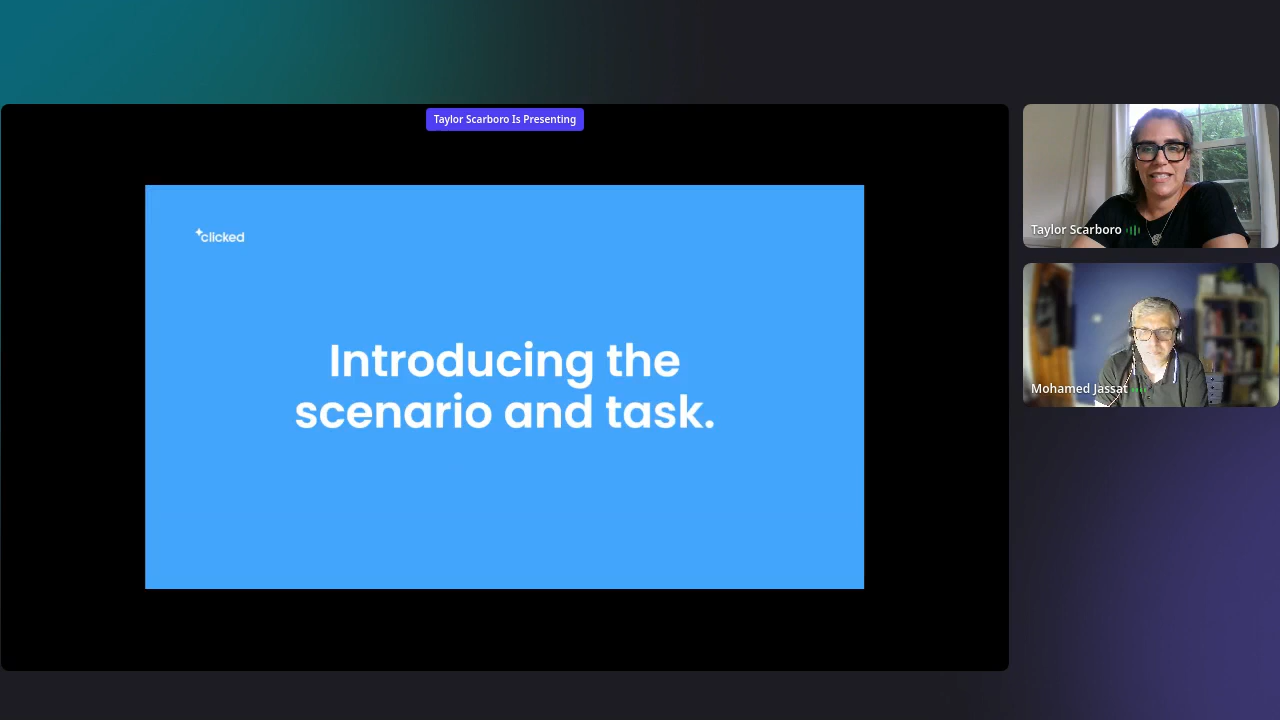 Taylor Scarboro Is Presenting
clicked
Introducing the
scenario and task.
Taylor Scarboro
Mohamed Jassat